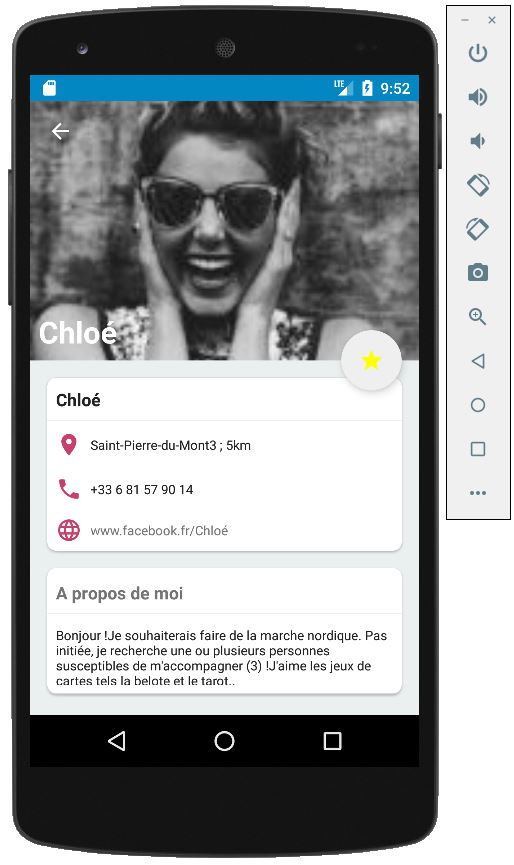 LTE 9:52
Chloé
Chloé
Saint-Pierre-du-Mont3 ; 5km
+33 6 81 57 90 14
www.facebook.fr/Chloé
A propos de moi
Bonjour !Je souhaiterais faire de la marche nordique. Pas
initiée, je recherche une ou plusieurs personnes
susceptibles de m'accompagner (3) !J'aime les jeux de
cartes tels la belote et le tarot..